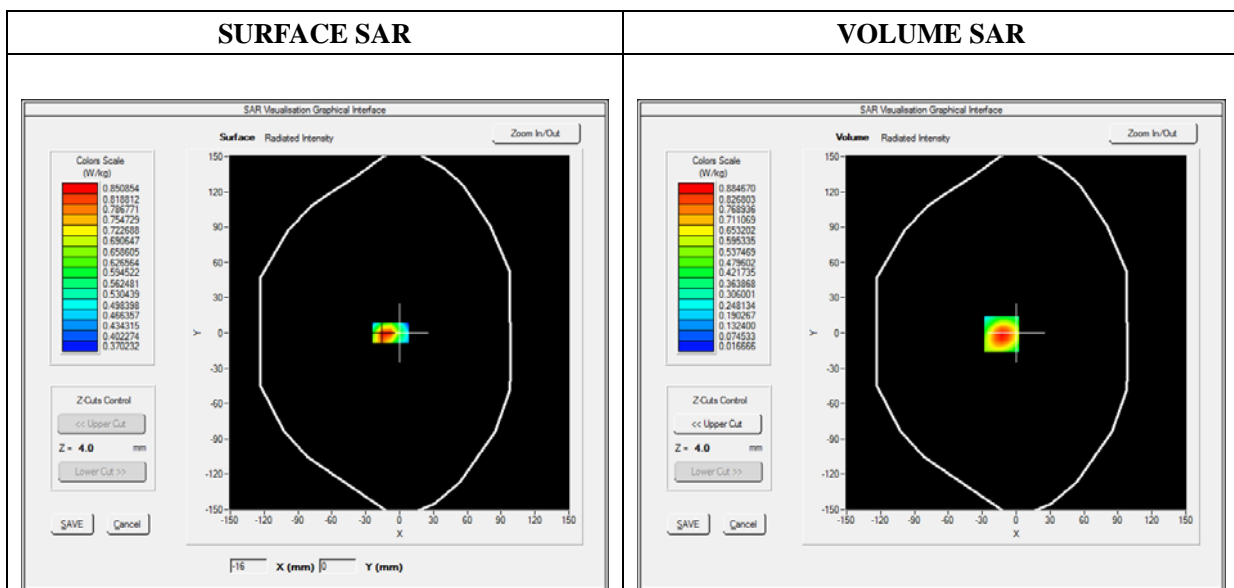 SURFACE SAR
VOLUME SAR
SAR Visualisation Graphical Interface
Surface Radiated Intensity
Zoom In/Out
Colors Scale
(W/kg)
0.850854
0.818812
0.786771
0.754729
0.722688
0.690647
0.658605
0.626564
0.594522
0.562481
0.530439
0.498398
0.466357
0.434315
0.402274
0.370232
Z-Cuts Control
<< Upper Cut
Z = 4.0 mm
Lower Cut >>
SAVE
Cancel
150
120
90
60
30
0
-30
-60
-90
-120
-150
Y
-150 -120 -90 -60 -30 0 30 60 90 120 150
X
-16 X (mm) 0 Y (mm)
SAR Visualisation Graphical Interface
Volume Radiated Intensity
Zoom In/Out
Colors Scale
(W/kg)
0.884670
0.826803
0.768936
0.711069
0.653202
0.595335
0.537469
0.479602
0.421735
0.363868
0.306001
0.248134
0.190267
0.132400
0.074533
0.016666
Z-Cuts Control
<< Upper Cut
Z = 4.0 mm
Lower Cut >>
SAVE
Cancel
150
120
90
60
30
0
-30
-60
-90
-120
-150
Y
-150 -120 -90 -60 -30 0 30 60 90 120 150
X